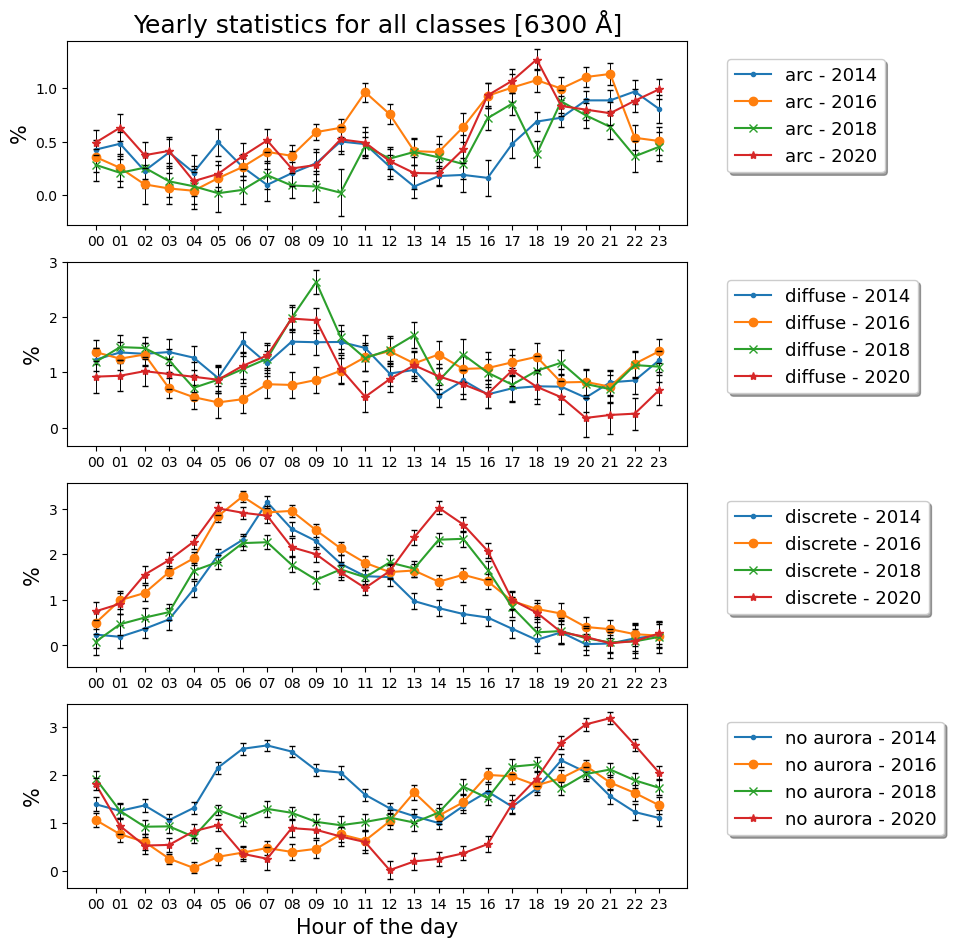 Yearly statistics for all classes [6300 Å]
%
1.0
0.5
0.0
00 01 02 03 04 05 06 07 08 09 10 11 12 13 14 15 16 17 18 19 20 21 22 23
arc - 2014
arc - 2016
arc - 2018
arc - 2020
%
3
2
1
0
00 01 02 03 04 05 06 07 08 09 10 11 12 13 14 15 16 17 18 19 20 21 22 23
diffuse - 2014
diffuse - 2016
diffuse - 2018
diffuse - 2020
%
3
2
1
0
00 01 02 03 04 05 06 07 08 09 10 11 12 13 14 15 16 17 18 19 20 21 22 23
discrete - 2014
discrete - 2016
discrete - 2018
discrete - 2020
%
3
2
1
0
00 01 02 03 04 05 06 07 08 09 10 11 12 13 14 15 16 17 18 19 20 21 22 23
no aurora - 2014
no aurora - 2016
no aurora - 2018
no aurora - 2020
Hour of the day